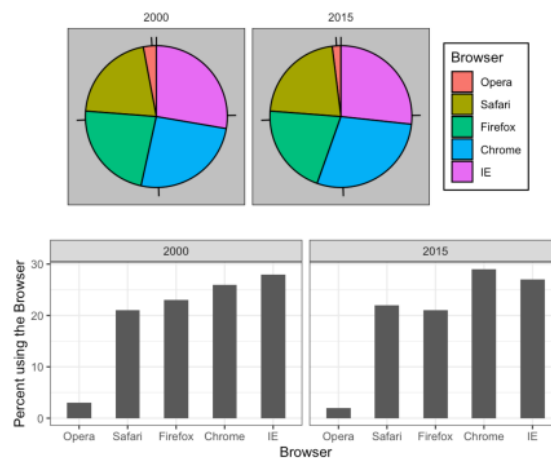 2000
2015
Browser
Opera
Safari
Firefox
Chrome
IE
2000
2015
Percent using the Browser
30
20
10
0
Opera Safari Firefox Chrome IE
Opera Safari Firefox Chrome IE
Browser